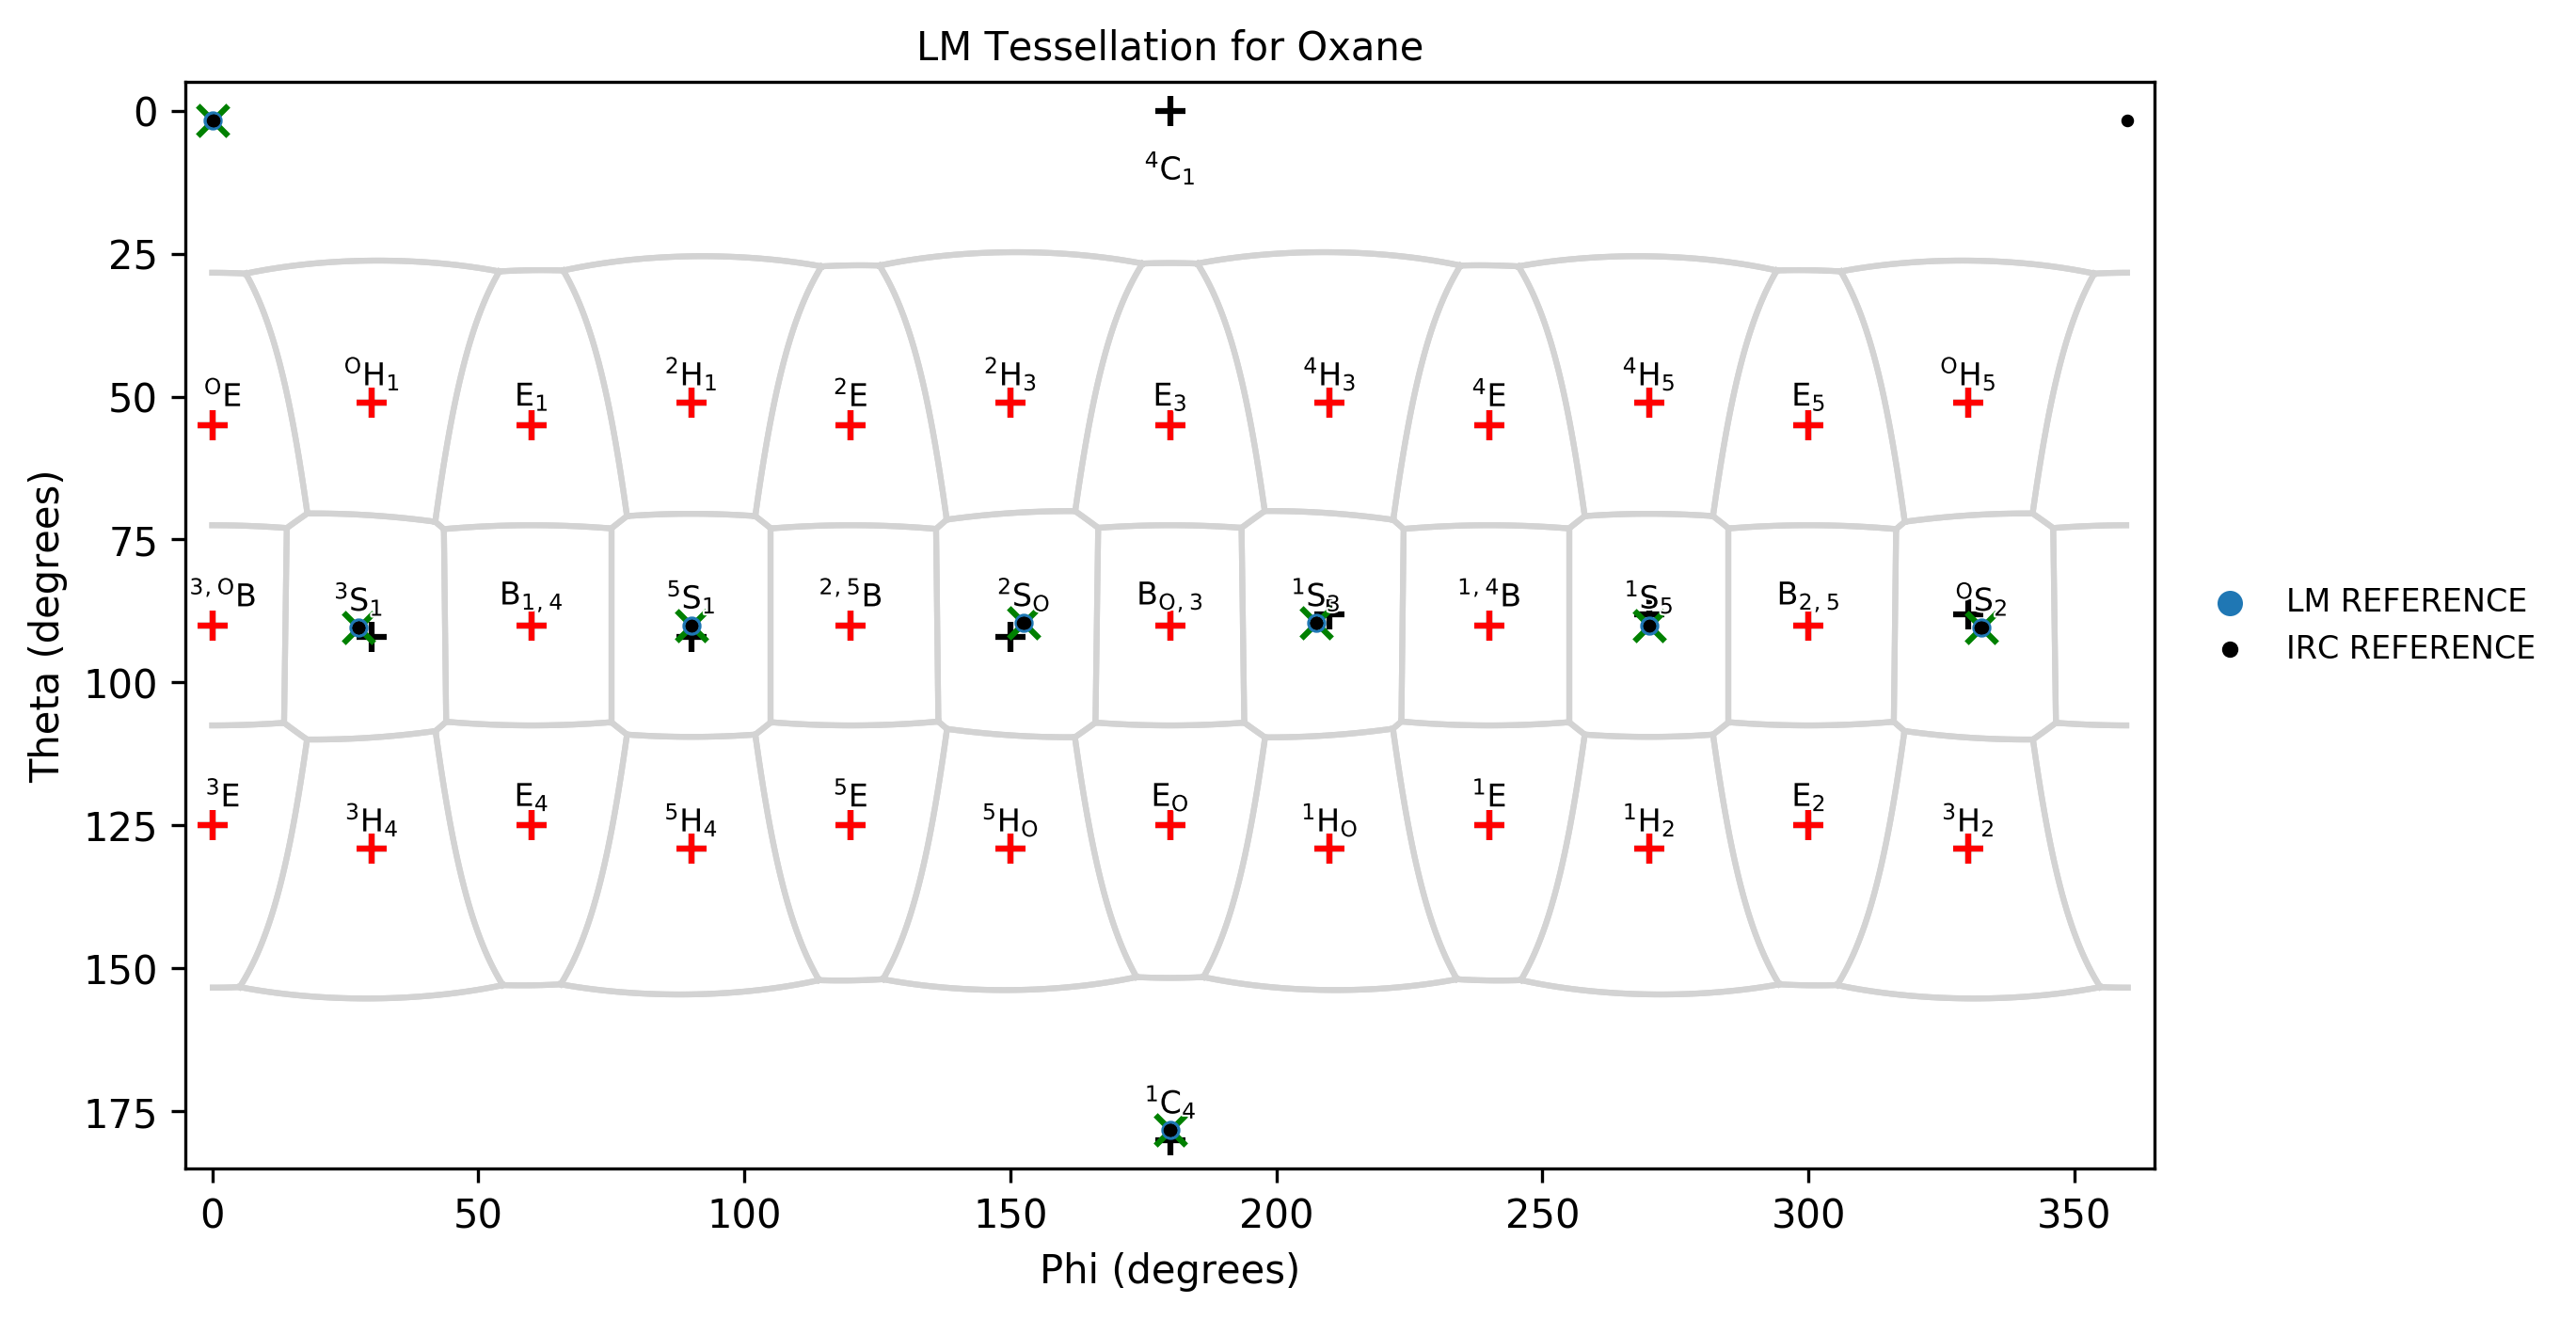 LM Tessellation for Oxane
Theta (degrees)
0
25
50
75
100
125
150
175
⁴C₁
ᴼH₁ ²H₁ ²H₃ ⁴H₃ ⁴H₅ ᴼH₅
ᴼE E₁ ²E E₃ ⁴E E₅
³,ᴼB ³S₁ B₁,₄ ⁵S₁ ²,⁵B ²Sₒ Bₒ,₃ ¹S₃ ¹,⁴B ¹S₅ B₂,₅ ᴼS₂
³E E₄ ⁵E Eₒ ¹E E₂
³H₄ ⁵H₄ ⁵Hₒ ¹Hₒ ¹H₂ ³H₂
¹C₄
0 50 100 150 200 250 300 350
Phi (degrees)
LM REFERENCE
IRC REFERENCE